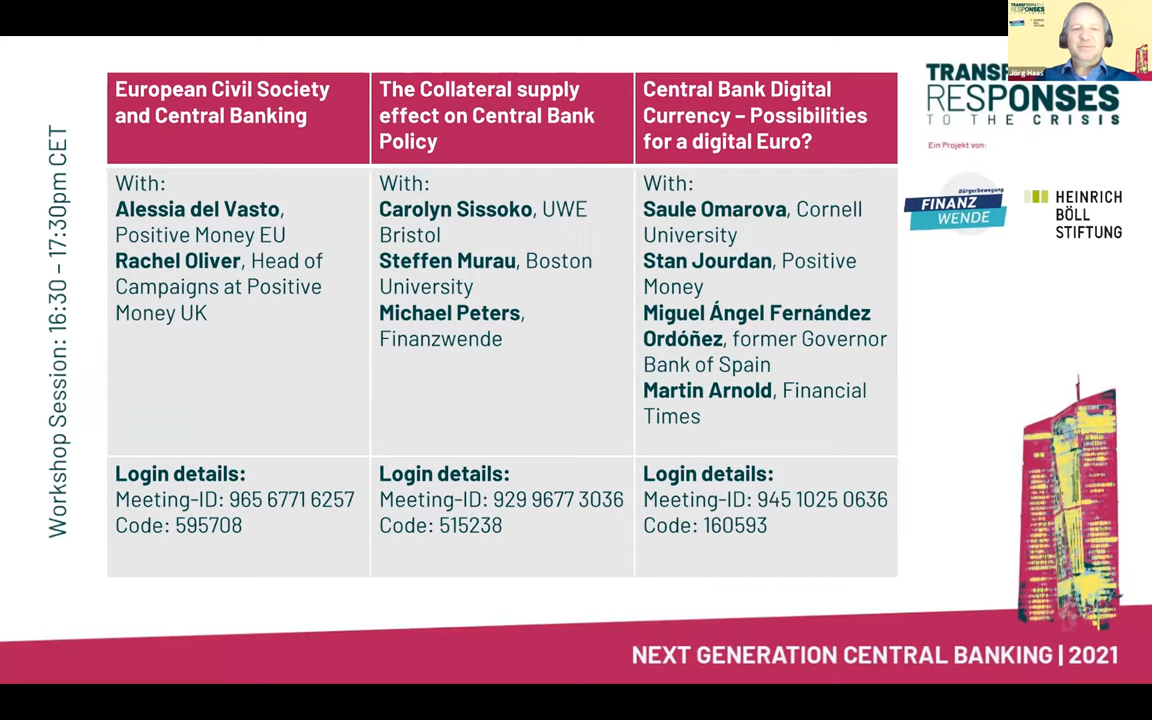 Workshop Session: 16:30 – 17:30pm CET
European Civil Society
and Central Banking
With:
Alessia del Vasto,
Positive Money EU
Rachel Oliver, Head of
Campaigns at Positive
Money UK
Login details:
Meeting-ID: 965 6771 6257
Code: 595708
The Collateral supply
effect on Central Bank
Policy
With:
Carolyn Sissoko, UWE
Bristol
Steffen Murau, Boston
University
Michael Peters,
Finanzwende
Login details:
Meeting-ID: 929 9677 3036
Code: 515238
Central Bank Digital
Currency – Possibilities
for a digital Euro?
With:
Saule Omarova, Cornell
University
Stan Jourdan, Positive
Money
Miguel Ángel Fernández
Ordóñez, former Governor
Bank of Spain
Martin Arnold, Financial
Times
Login details:
Meeting-ID: 945 1025 0636
Code: 160593
RESPONSES
Jörg Haas
TRANSF
RESPONSES
TO THE CRISIS
Ein Projekt von:
Bürgerbewegung
FINANZ
WENDE
HEINRICH
BÖLL
STIFTUNG
NEXT GENERATION CENTRAL BANKING | 2021